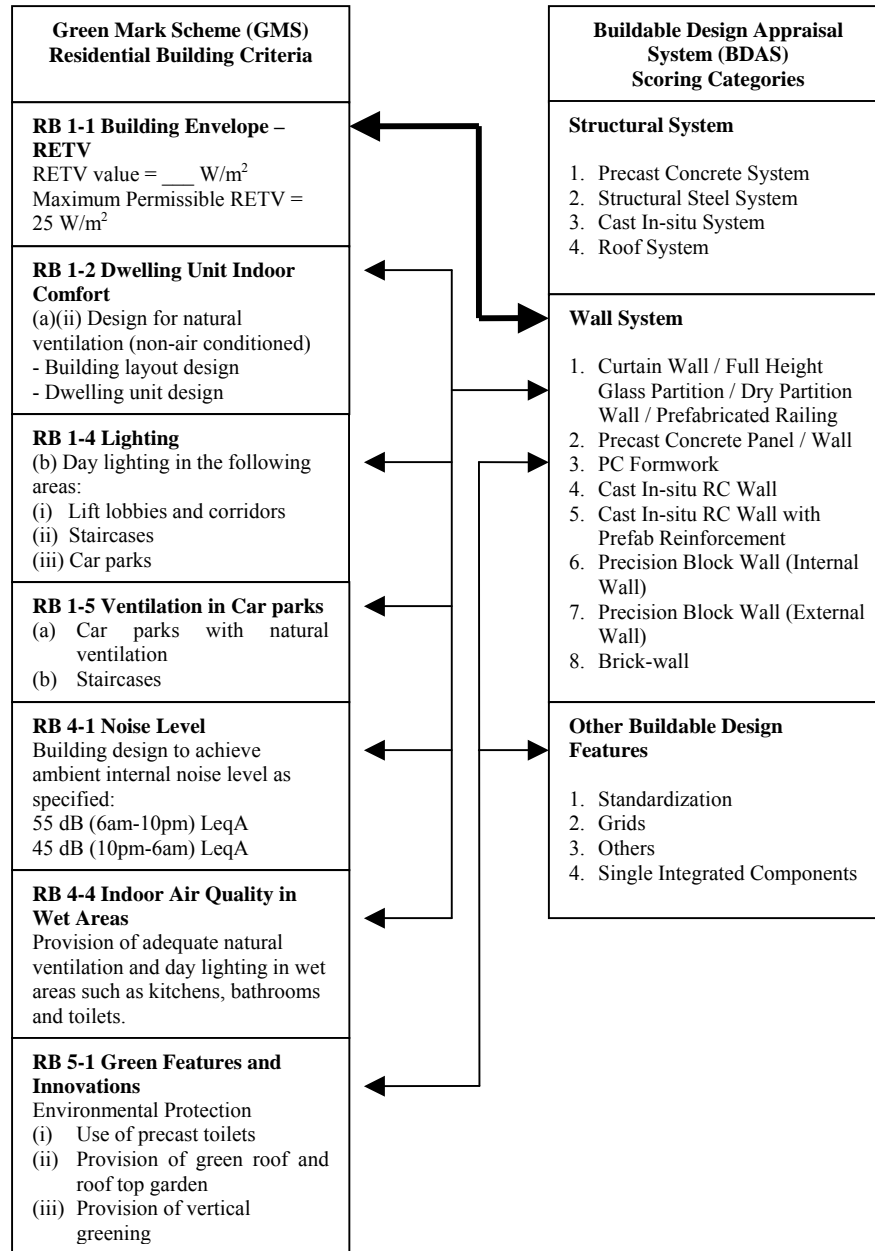 Green Mark Scheme (GMS)
Residential Building Criteria
RB 1-1 Building Envelope –
RETV
RETV value = ___ W/m²
Maximum Permissible RETV =
25 W/m²
RB 1-2 Dwelling Unit Indoor
Comfort
(a)(ii) Design for natural
ventilation (non-air conditioned)
- Building layout design
- Dwelling unit design
RB 1-4 Lighting
(b) Day lighting in the following
areas:
(i) Lift lobbies and corridors
(ii) Staircases
(iii) Car parks
RB 1-5 Ventilation in Car parks
(a) Car parks with natural
ventilation
(b) Staircases
RB 4-1 Noise Level
Building design to achieve
ambient internal noise level as
specified:
55 dB (6am-10pm) LeqA
45 dB (10pm-6am) LeqA
RB 4-4 Indoor Air Quality in
Wet Areas
Provision of adequate natural
ventilation and day lighting in wet
areas such as kitchens, bathrooms
and toilets.
RB 5-1 Green Features and
Innovations
Environmental Protection
(i) Use of precast toilets
(ii) Provision of green roof and
roof top garden
(iii) Provision of vertical
greening
Buildable Design Appraisal
System (BDAS)
Scoring Categories
Structural System
1. Precast Concrete System
2. Structural Steel System
3. Cast In-situ System
4. Roof System
Wall System
1. Curtain Wall / Full Height
Glass Partition / Dry Partition
Wall / Prefabricated Railing
2. Precast Concrete Panel / Wall
3. PC Formwork
4. Cast In-situ RC Wall
5. Cast In-situ RC Wall with
Prefab Reinforcement
6. Precision Block Wall (Internal
Wall)
7. Precision Block Wall (External
Wall)
8. Brick-wall
Other Buildable Design
Features
1. Standardization
2. Grids
3. Others
4. Single Integrated Components